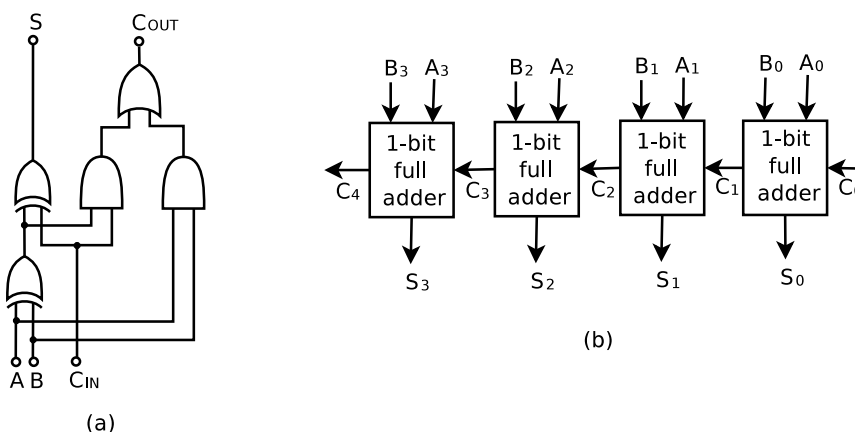 S
COUT
A B CIN
(a)
B3 A3 B2 A2 B1 A1 B0 A0
1-bit full adder
1-bit full adder
1-bit full adder
1-bit full adder
C4 C3 C2 C1
S3 S2 S1 S0
(b)